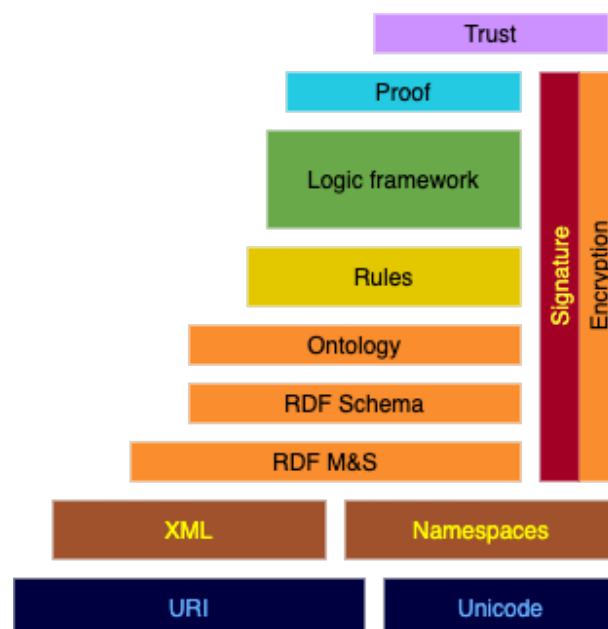 Trust
Proof
Logic framework
Rules
Ontology
RDF Schema
RDF M&S
Signature
Encryption
XML
Namespaces
URI
Unicode